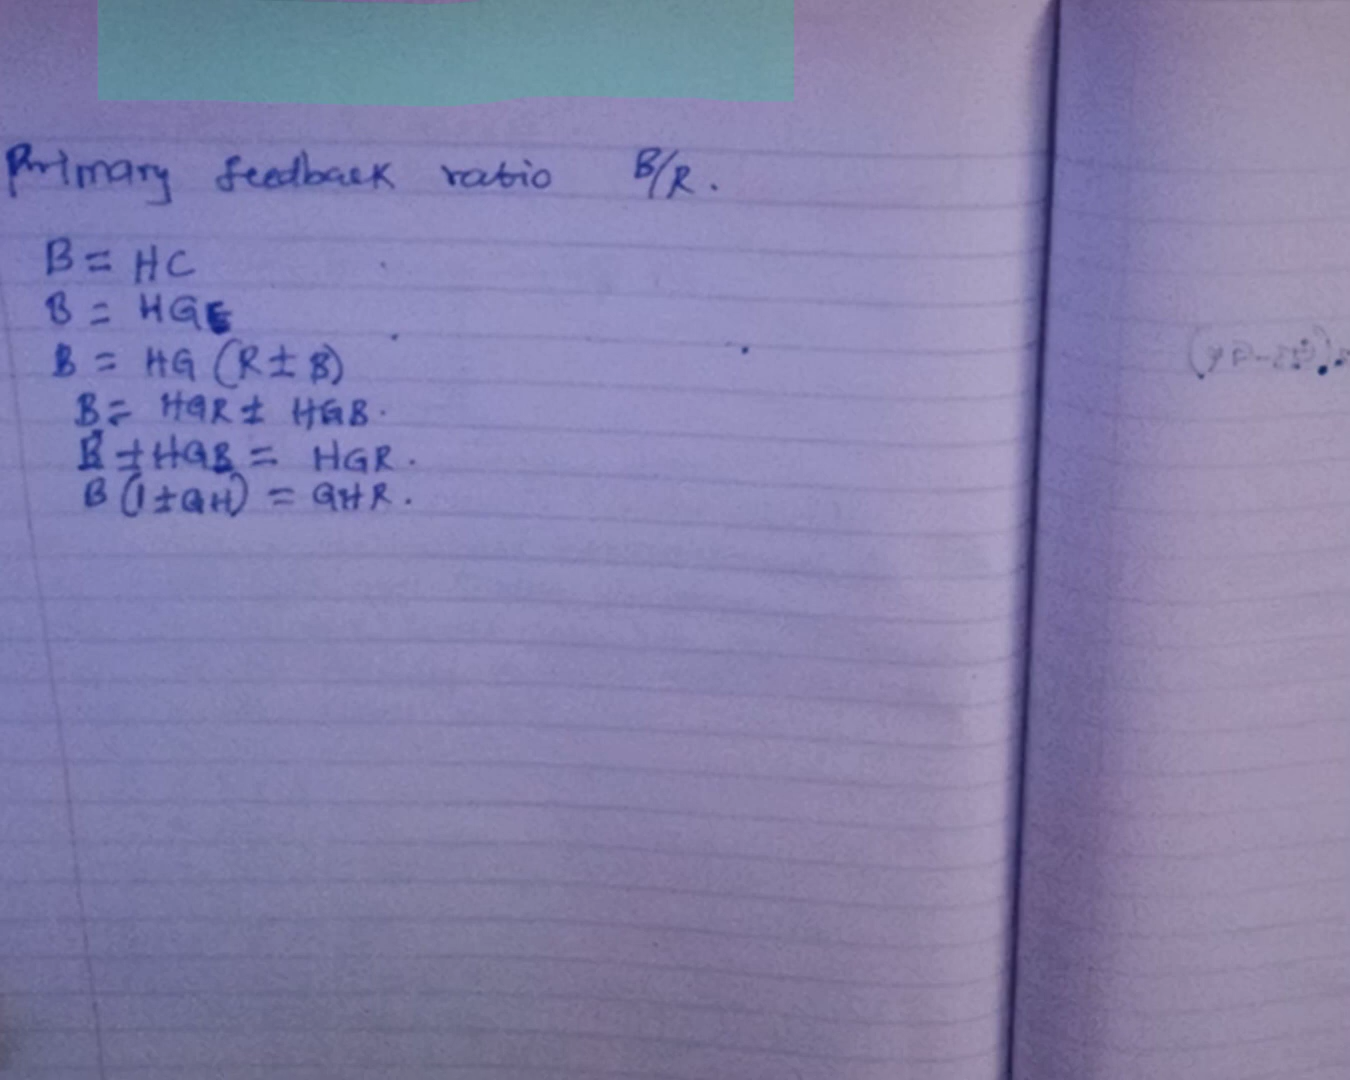 Primary feedback ratio B/R.
B = HC
B = HGE
B = HG (R ± B)
B = HGR ± HGB.
B ± HGB = HGR.
B (1 ± GH) = GHR.